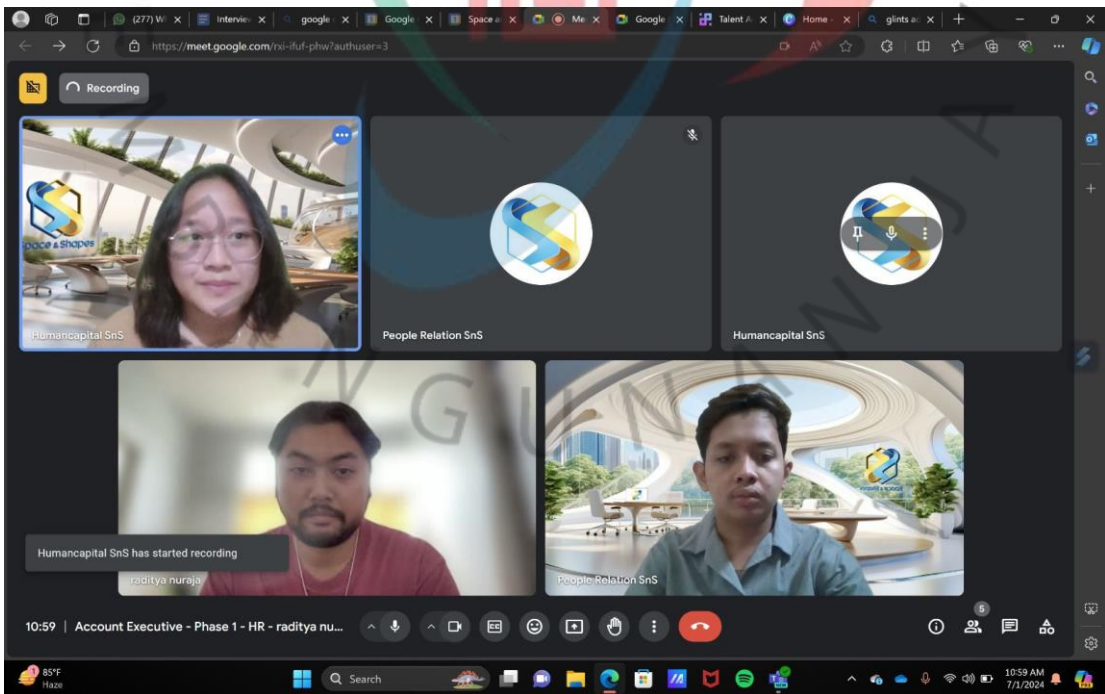 (277) W
Interview
google
Google
Space a
Me
Google
Talent A
Home -
glints a
https://meet.google.com/rxi-ifuf-phw?authuser=3
Recording
Space & Shapes
Humancapital SnS
People Relation SnS
Humancapital SnS
Humancapital SnS has started recording
raditya nuraja
People Relation SnS
10:59 | Account Executive - Phase 1 - HR - raditya nu...
5
85°F
Haze
Search
10:59 AM
7/1/2024
N G U N A N J A Y